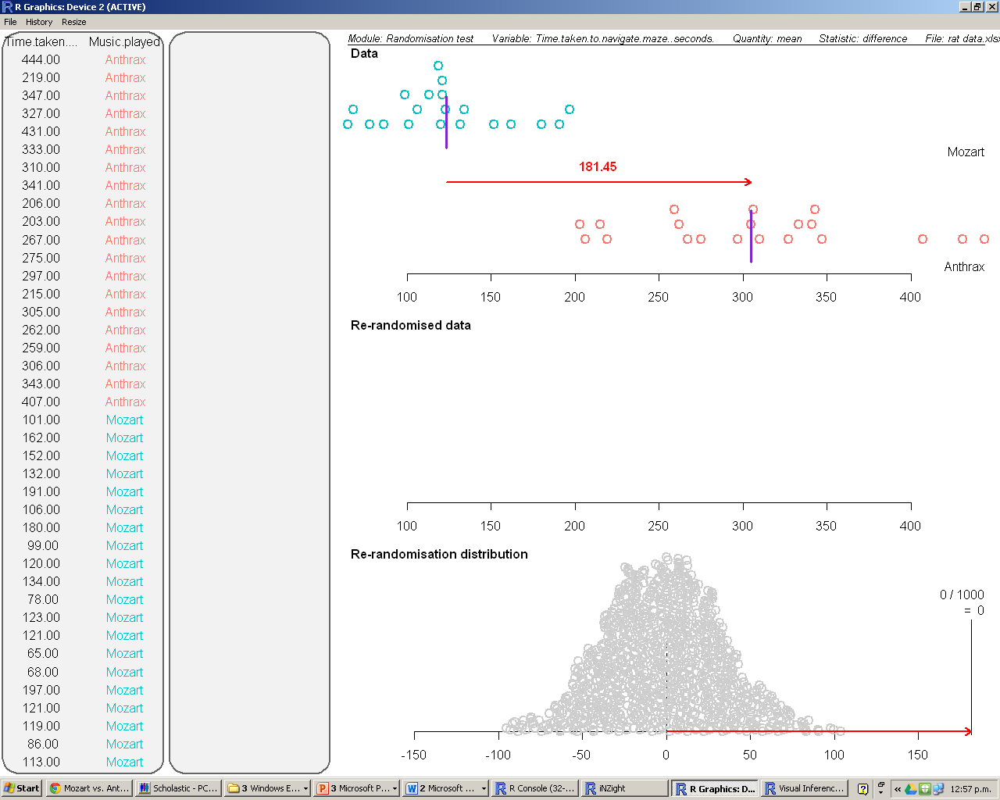 R Graphics: Device 2 (ACTIVE)
File History Resize
Time.taken.... Music.played
444.00 Anthrax
219.00 Anthrax
347.00 Anthrax
327.00 Anthrax
431.00 Anthrax
333.00 Anthrax
310.00 Anthrax
341.00 Anthrax
206.00 Anthrax
203.00 Anthrax
267.00 Anthrax
275.00 Anthrax
297.00 Anthrax
215.00 Anthrax
305.00 Anthrax
262.00 Anthrax
259.00 Anthrax
306.00 Anthrax
343.00 Anthrax
407.00 Anthrax
101.00 Mozart
162.00 Mozart
152.00 Mozart
132.00 Mozart
191.00 Mozart
106.00 Mozart
180.00 Mozart
99.00 Mozart
120.00 Mozart
134.00 Mozart
78.00 Mozart
123.00 Mozart
121.00 Mozart
65.00 Mozart
68.00 Mozart
197.00 Mozart
121.00 Mozart
119.00 Mozart
86.00 Mozart
113.00 Mozart
Module: Randomisation test Variable: Time.taken.to.navigate.maze..seconds. Quantity: mean Statistic: difference File: rat data.xlsx
Data
Mozart
181.45
Anthrax
100 150 200 250 300 350 400
Re-randomised data
100 150 200 250 300 350 400
Re-randomisation distribution
0 / 1000
= 0
-150 -100 -50 0 50 100 150
Start Mozart vs. Ant... Scholastic - PC... 3 Windows E... 3 Microsoft P... 2 Microsoft ... R Console (32-... iNZight R Graphics: D... Visual Inferenc... 12:57 p.m.